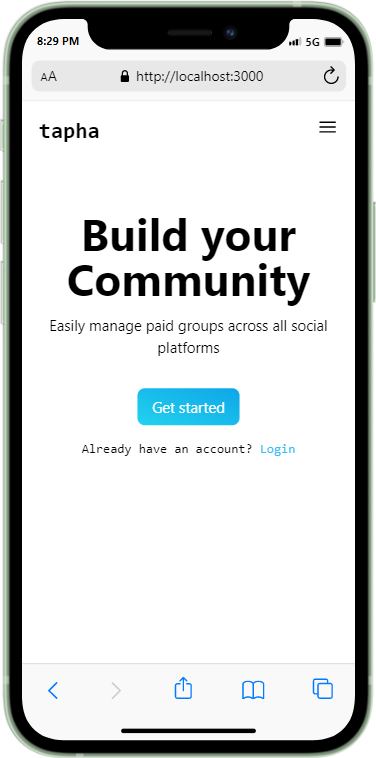 8:29 PM
5G
AA
http://localhost:3000
tapha
Build your
Community
Easily manage paid groups across all social
platforms
Get started
Already have an account? Login